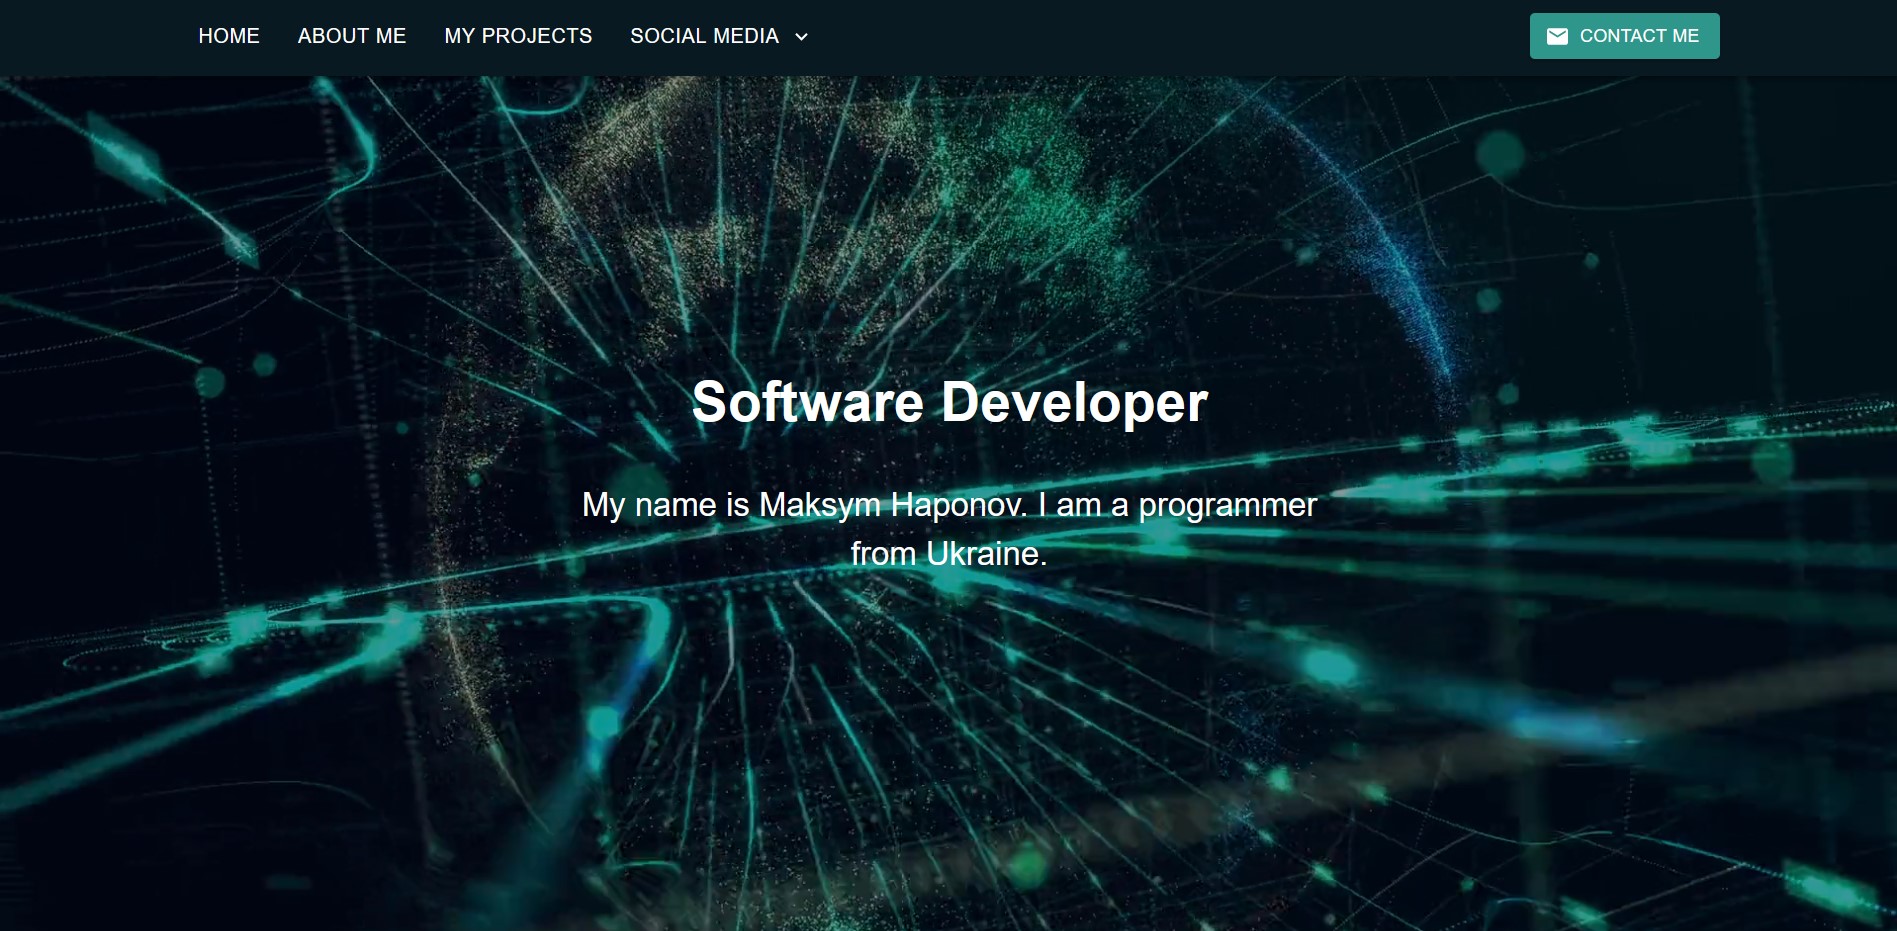 HOME ABOUT ME MY PROJECTS SOCIAL MEDIA CONTACT ME
Software Developer
My name is Maksym Haponov. I am a programmer
from Ukraine.